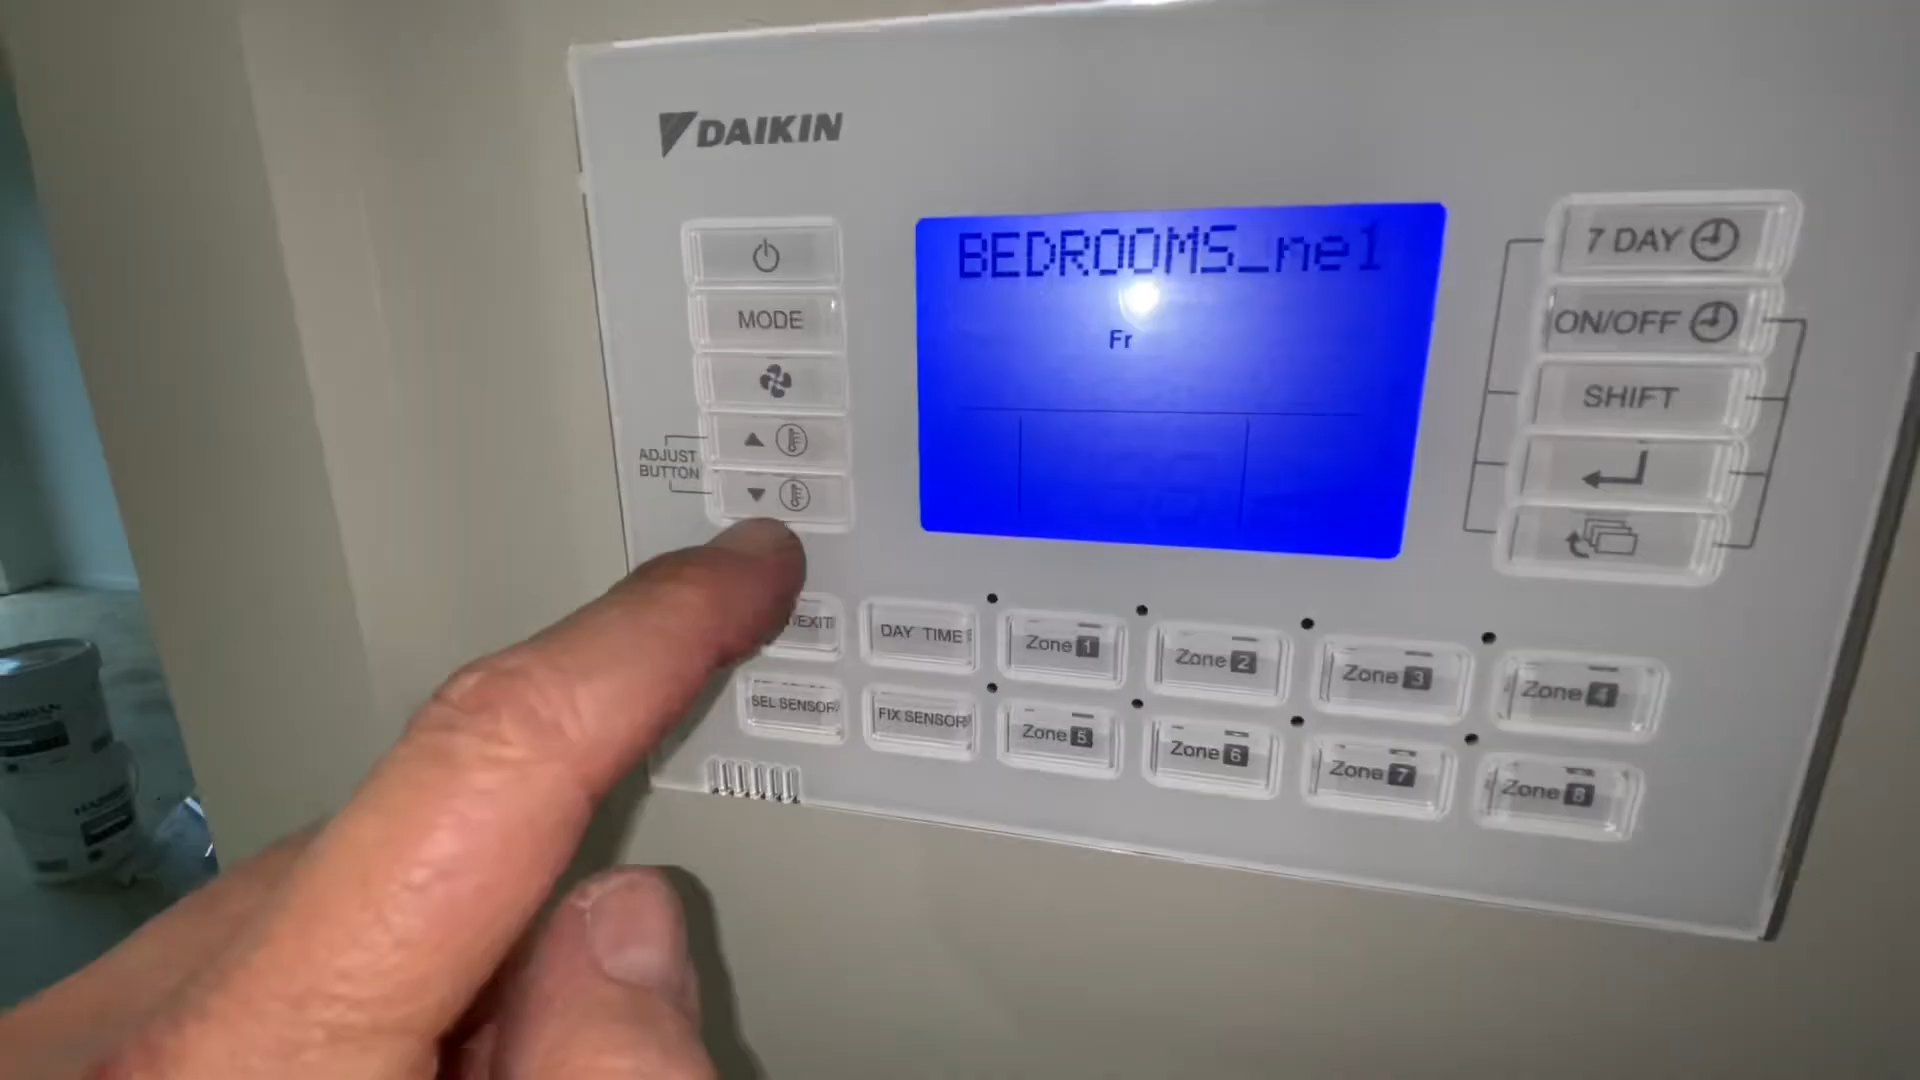 DAIKIN
BEDROOMS_ne1
Fr
MODE
ADJUST
BUTTON
7 DAY
ON/OFF
SHIFT
/EXIT
DAY TIME
Zone 1
Zone 2
Zone 3
Zone 4
SEL SENSOR
FIX SENSOR
Zone 5
Zone 6
Zone 7
Zone 8